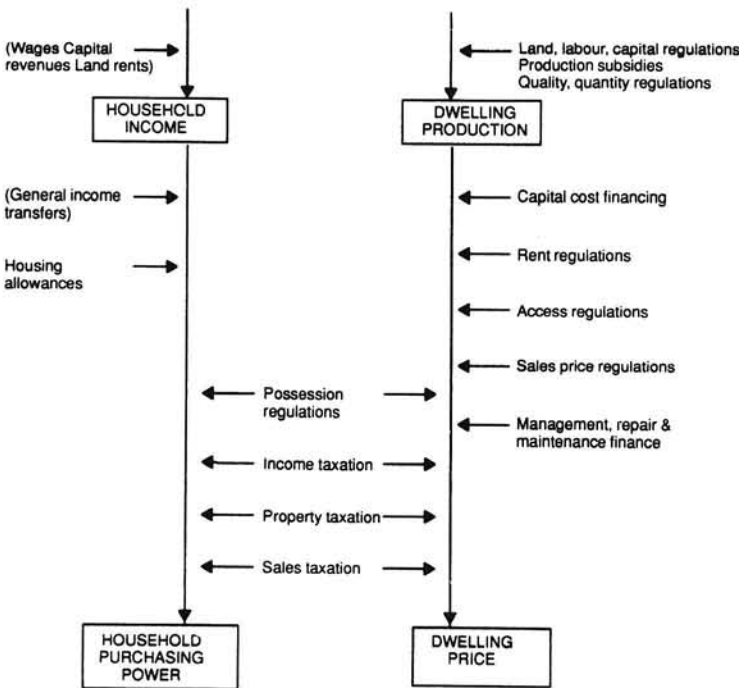 (Wages Capital
revenues Land rents)
Land, labour, capital regulations
Production subsidies
Quality, quantity regulations
HOUSEHOLD
INCOME
DWELLING
PRODUCTION
(General income
transfers)
Capital cost financing
Housing
allowances
Rent regulations
Access regulations
Sales price regulations
Possession
regulations
Management, repair &
maintenance finance
Income taxation
Property taxation
Sales taxation
HOUSEHOLD
PURCHASING
POWER
DWELLING
PRICE